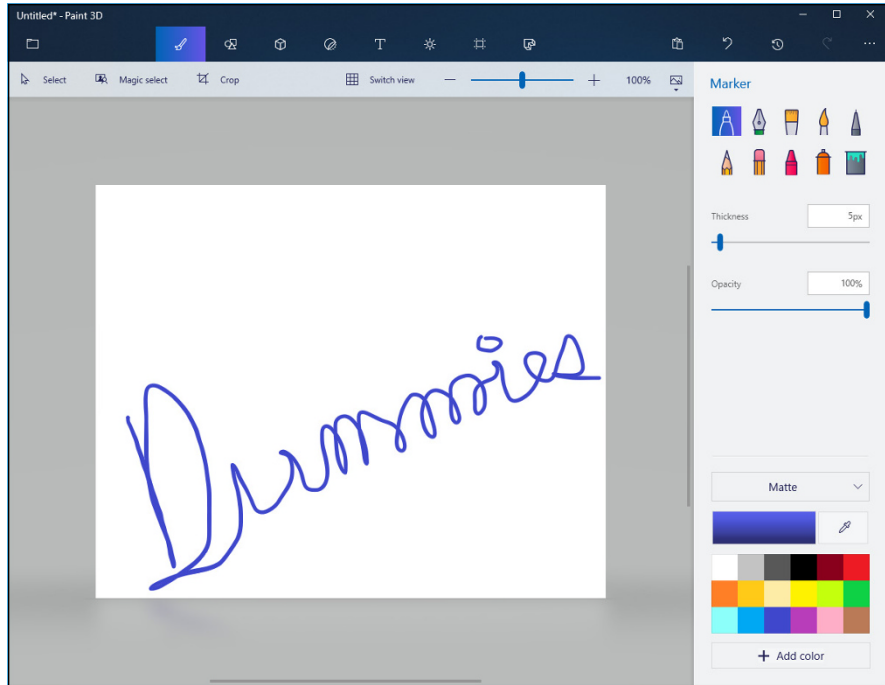 Untitled* - Paint 3D
Select Magic select Crop Switch view 100%
Marker
Thickness 5px
Opacity 100%
Dummies
Matte
+ Add color